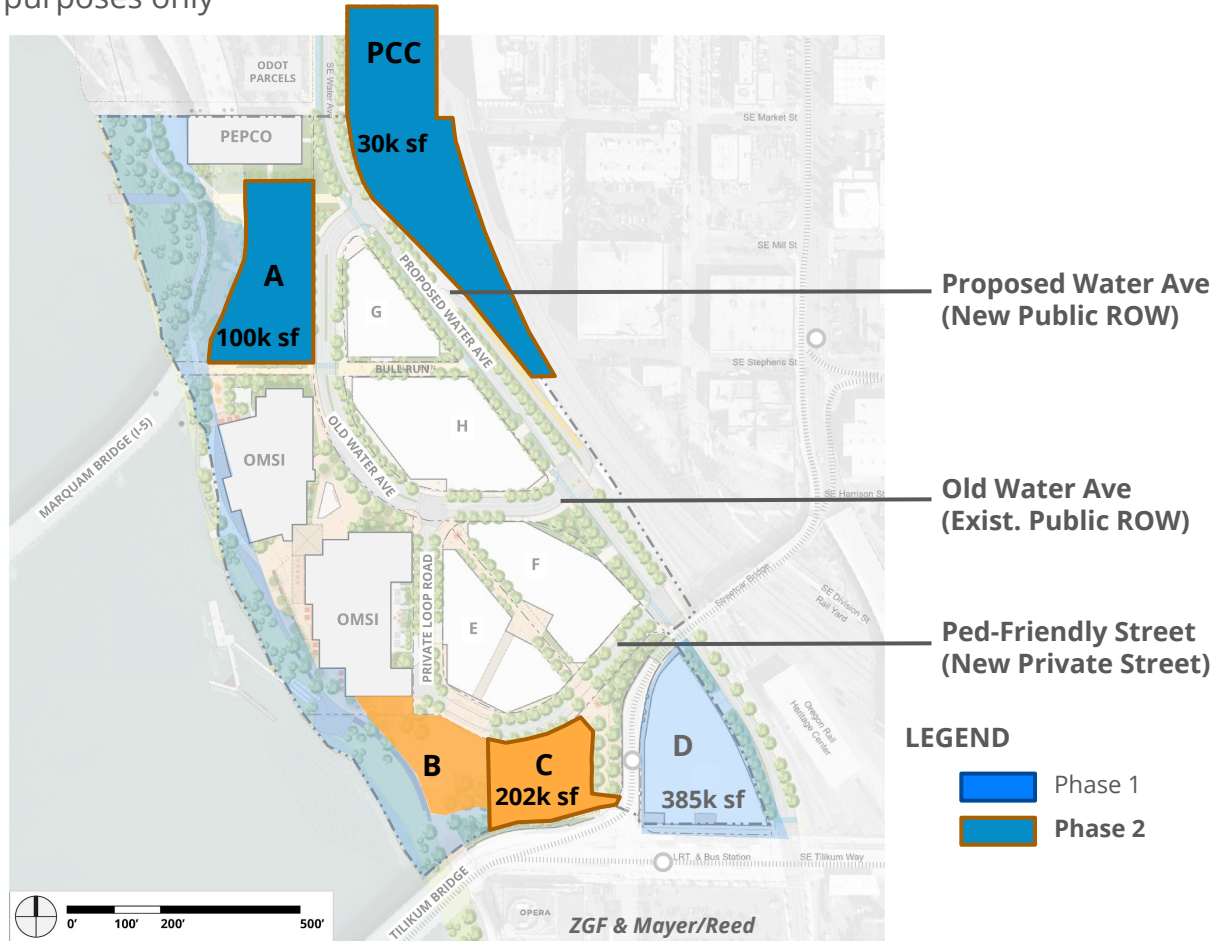 purposes only
PCC
30k sf
ODOT
PARCELS
SE Water Ave
PEPCO
SE Market St
A
100k sf
G
PROPOSED WATER AVE
SE Mill St
Proposed Water Ave
(New Public ROW)
BULL RUN
SE Stephens St
MARQUAM BRIDGE (I-5)
OMSI
OLD WATER AVE
H
SE Harrison St
Old Water Ave
(Exist. Public ROW)
OMSI
PRIVATE LOOP ROAD
F
E
Streetcar Bridge
SE Division St
Rail Yard
Ped-Friendly Street
(New Private Street)
Oregon Rail
Heritage Center
B
C
202k sf
D
385k sf
LEGEND
Phase 1
Phase 2
LRT & Bus Station
SE Tilikum Way
TILIKUM BRIDGE
OPERA
ZGF & Mayer/Reed
0' 100' 200' 500'